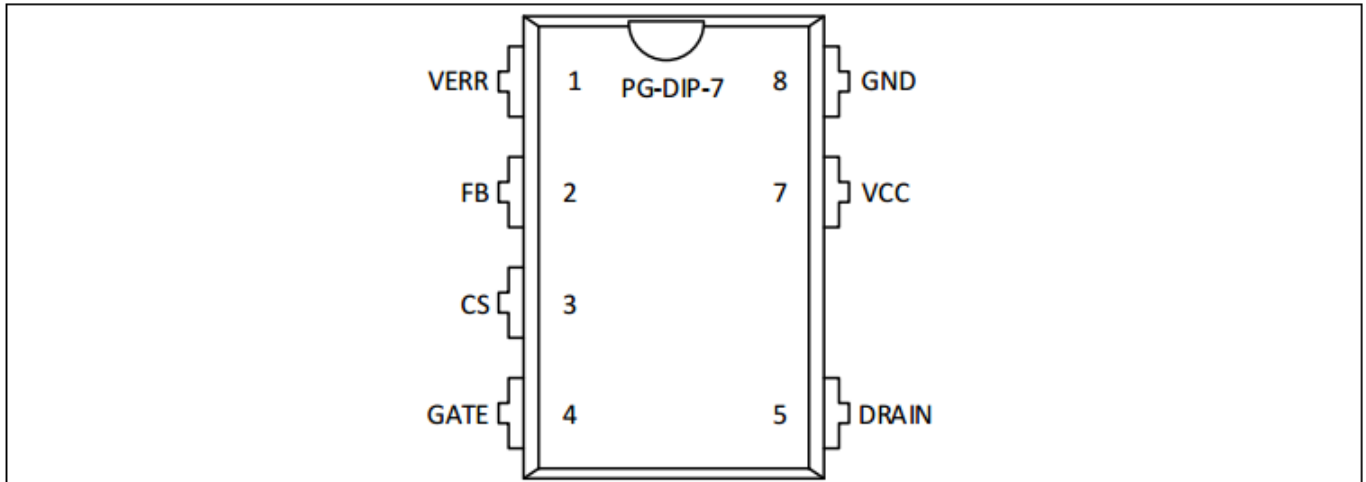 VERR 1 PG-DIP-7 8 GND
FB 2 7 VCC
CS 3
GATE 4 5 DRAIN